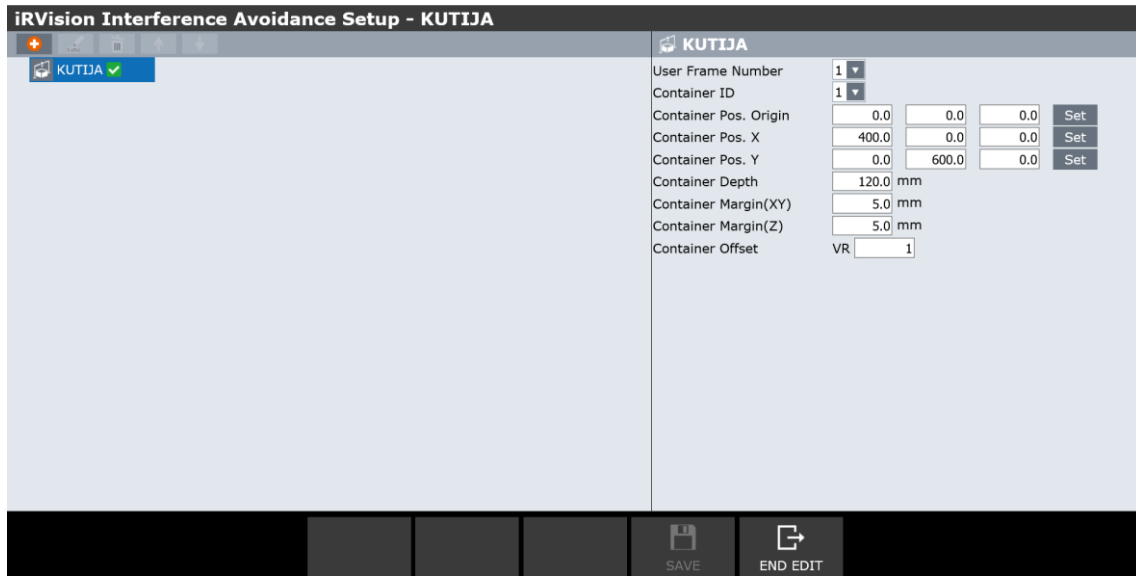 iRVision Interference Avoidance Setup - KUTIJA
KUTIJA
KUTIJA
User Frame Number 1
Container ID 1
Container Pos. Origin 0.0 0.0 0.0 Set
Container Pos. X 400.0 0.0 0.0 Set
Container Pos. Y 0.0 600.0 0.0 Set
Container Depth 120.0 mm
Container Margin(XY) 5.0 mm
Container Margin(Z) 5.0 mm
Container Offset VR 1
SAVE END EDIT